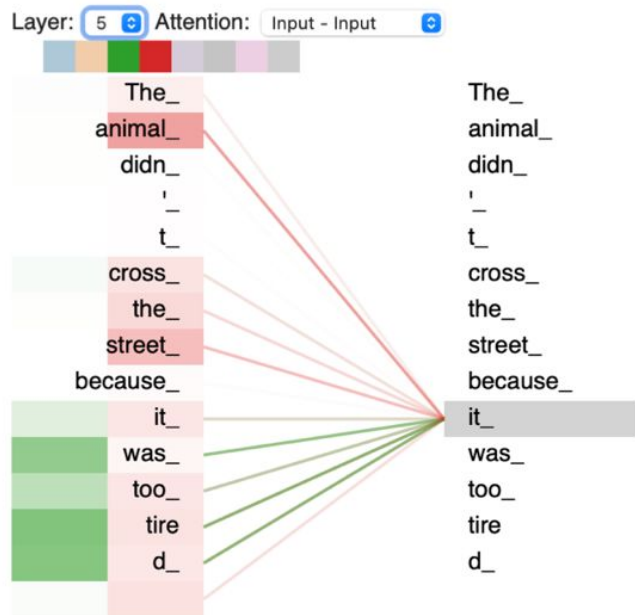 Layer: 5 Attention: Input - Input
The_ The_
animal_ animal_
didn_ didn_
'_ '_
t_ t_
cross_ cross_
the_ the_
street_ street_
because_ because_
it_ it_
was_ was_
too_ too_
tire tire
d_ d_